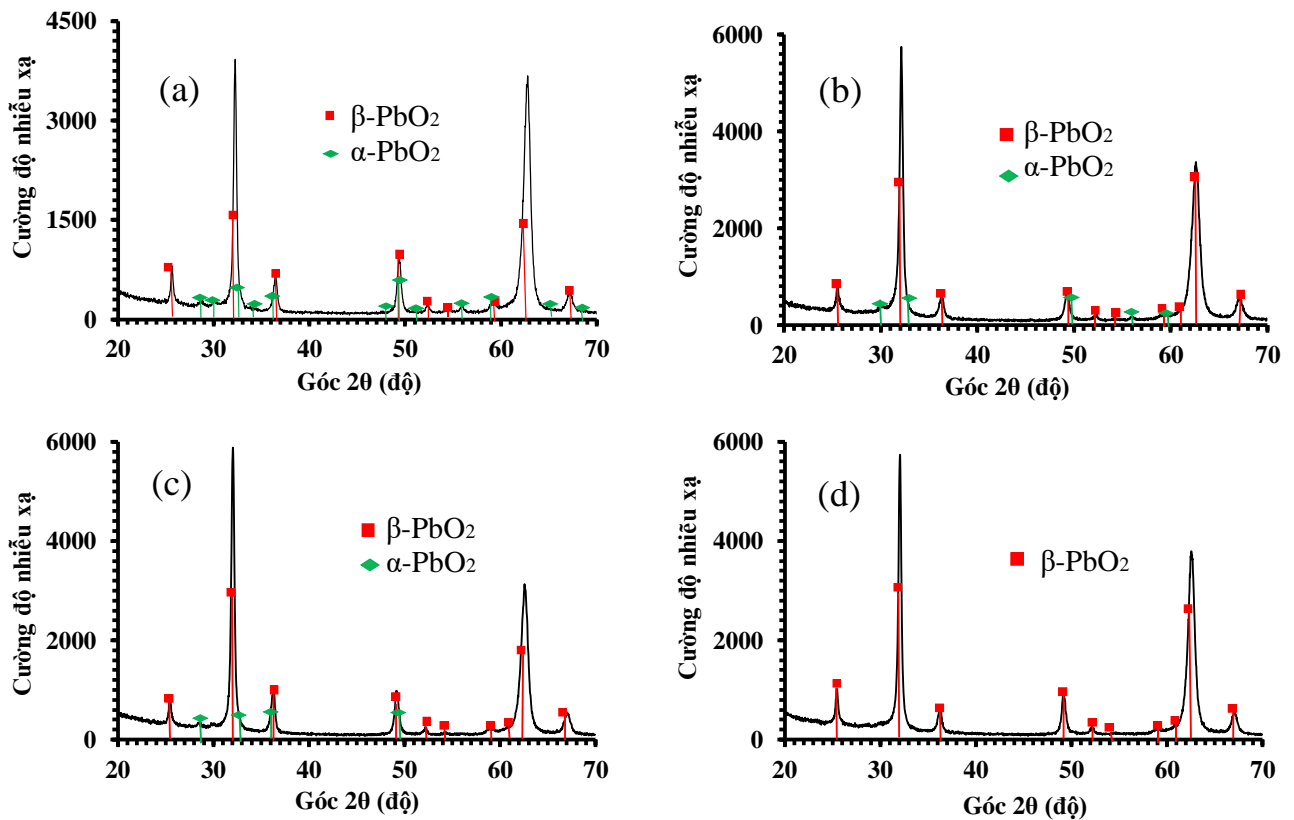 4500
3000
1500
0
20 30 40 50 60 70
Cường độ nhiễu xạ
Góc 2θ (độ)
(a)
β-PbO2
α-PbO2
6000
4000
2000
0
20 30 40 50 60 70
Cường độ nhiễu xạ
Góc 2θ (độ)
(b)
β-PbO2
α-PbO2
6000
4000
2000
0
20 30 40 50 60 70
Cường độ nhiễu xạ
Góc 2θ (độ)
(c)
β-PbO2
α-PbO2
6000
4000
2000
0
20 30 40 50 60 70
Cường độ nhiễu xạ
Góc 2θ (độ)
(d)
β-PbO2